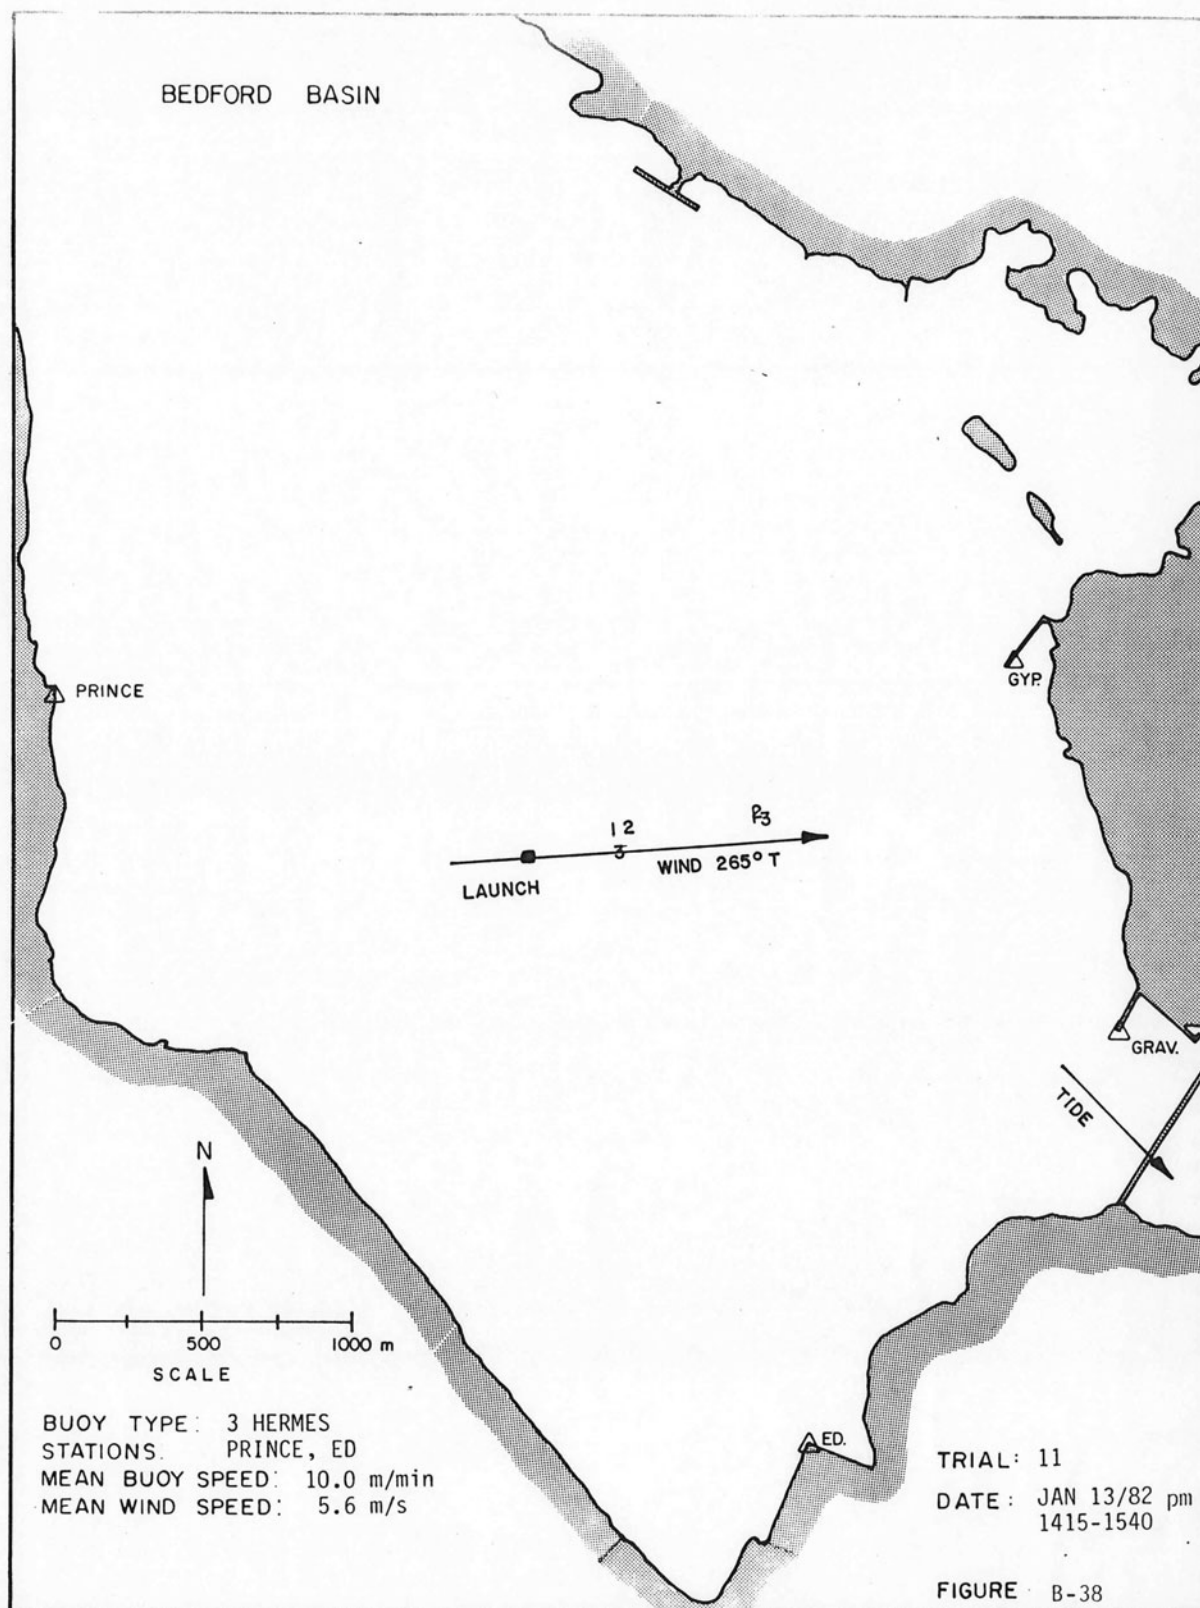 BEDFORD BASIN
PRINCE
GYP.
1 2
3
LAUNCH
WIND 265° T
GRAV.
TIDE
N
0 500 1000 m
SCALE
BUOY TYPE: 3 HERMES
STATIONS. PRINCE, ED
MEAN BUOY SPEED: 10.0 m/min
MEAN WIND SPEED: 5.6 m/s
ED.
TRIAL: 11
DATE: JAN 13/82 pm
1415-1540
FIGURE B-38